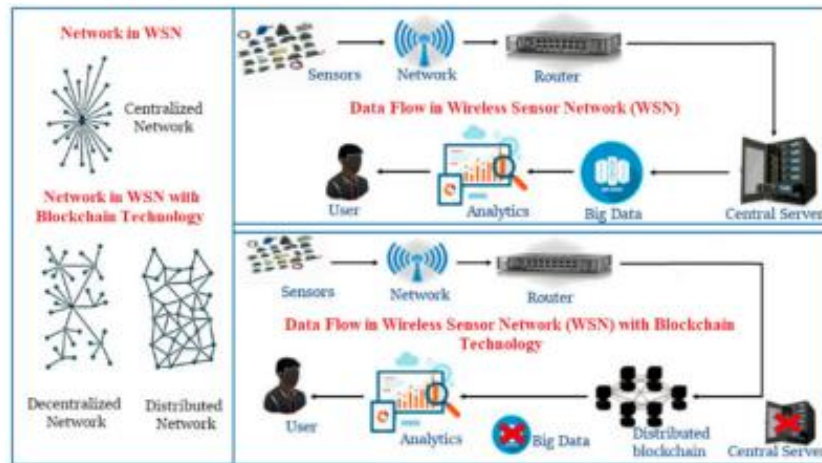 Network in WSN
Centralized
Network
Network in WSN with
Blockchain Technology
Decentralized
Network
Distributed
Network
Sensors
Network
Router
Data Flow in Wireless Sensor Network (WSN)
User
Analytics
Big Data
Central Server
Sensors
Network
Router
Data Flow in Wireless Sensor Network (WSN) with Blockchain
Technology
User
Analytics
Big Data
Distributed
blockchain
Central Server